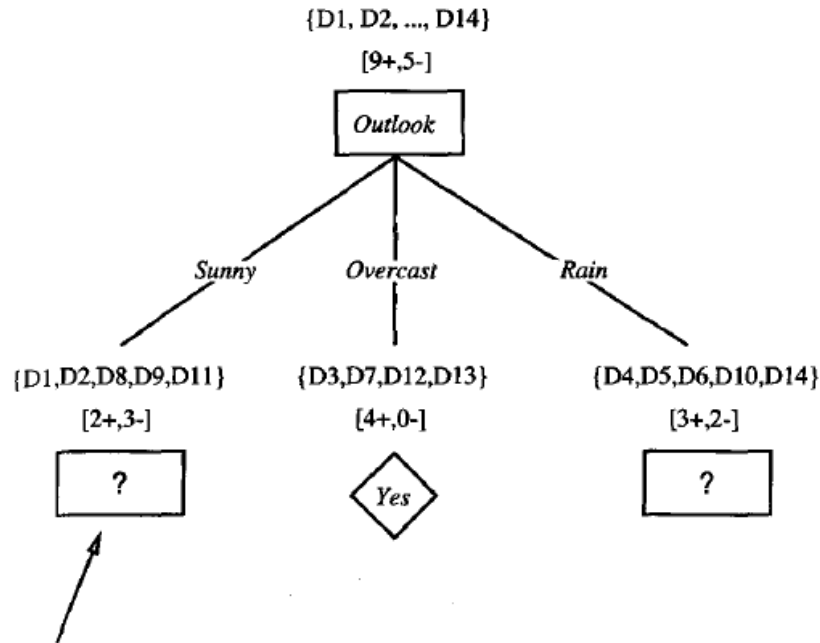 {D1, D2, ..., D14}
[9+,5-]
Outlook
Sunny Overcast Rain
{D1,D2,D8,D9,D11} {D3,D7,D12,D13} {D4,D5,D6,D10,D14}
[2+,3-] [4+,0-] [3+,2-]
? Yes ?